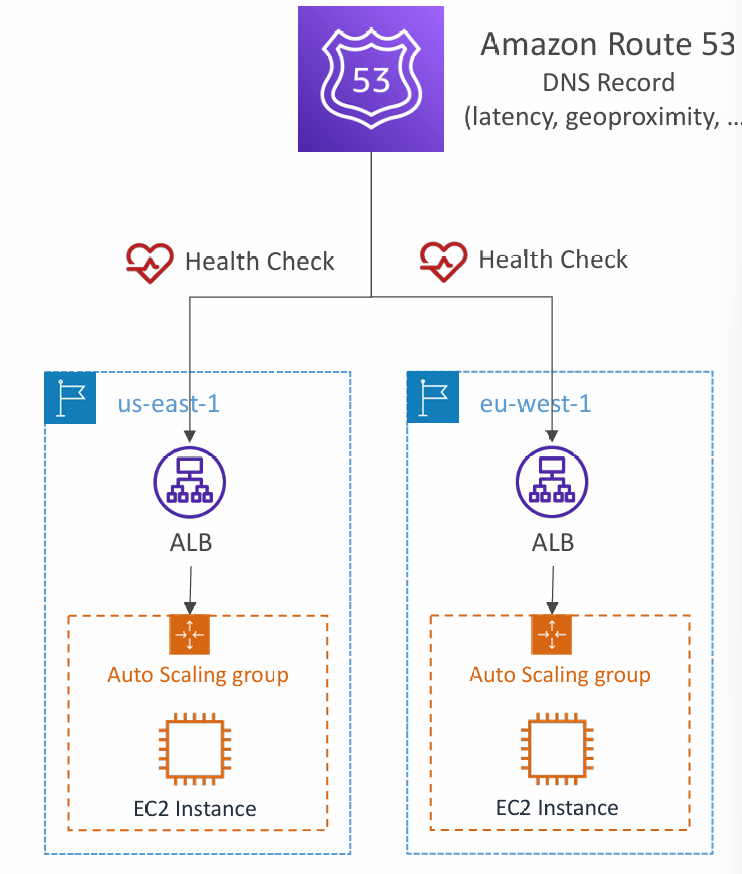 53
Amazon Route 53
DNS Record
(latency, geoproximity, ...
Health Check
Health Check
us-east-1
eu-west-1
ALB
ALB
Auto Scaling group
Auto Scaling group
EC2 Instance
EC2 Instance